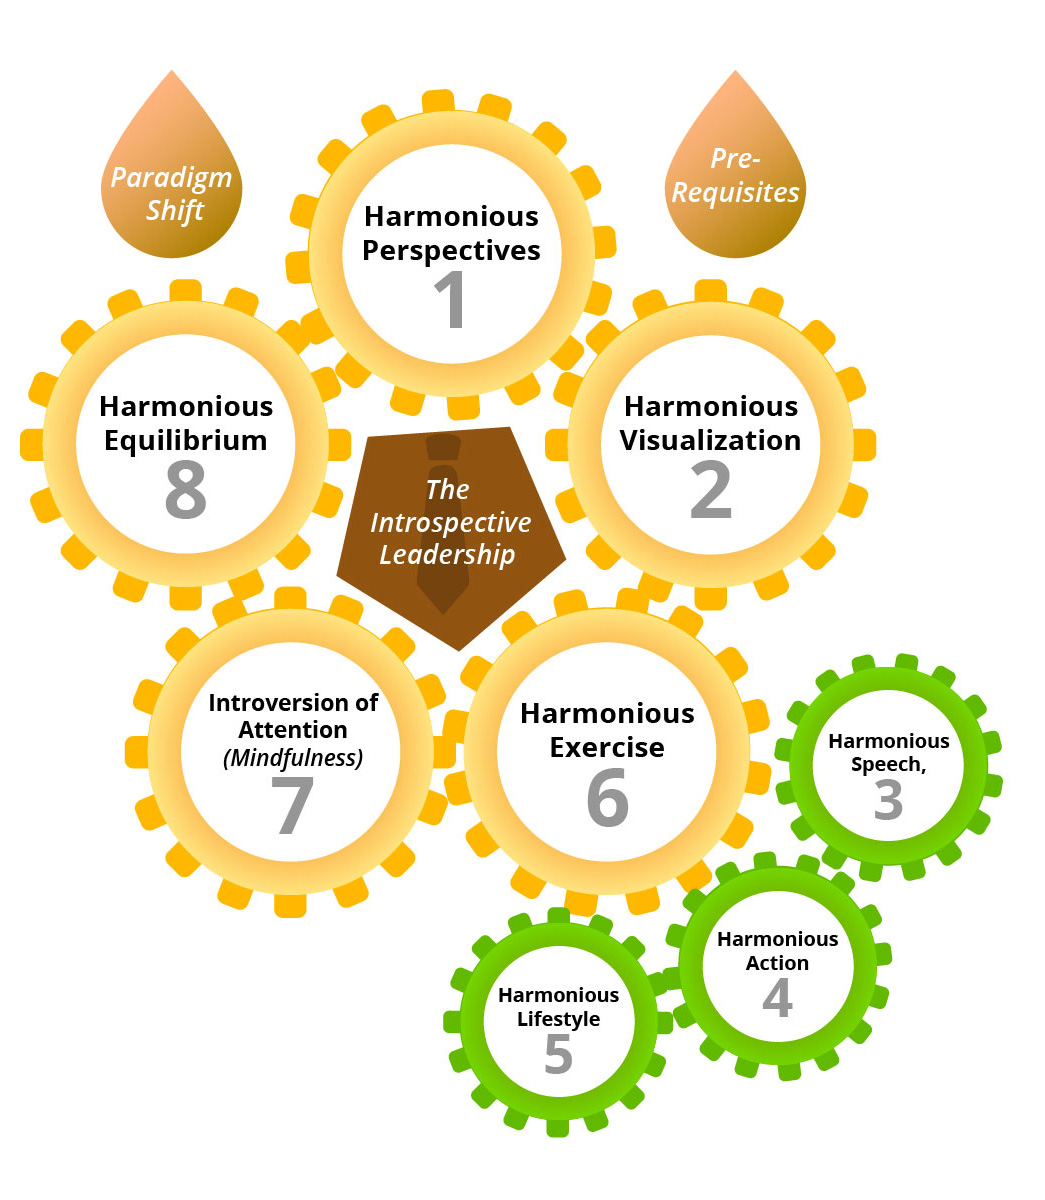 Paradigm
Shift
Pre-
Requisites
Harmonious
Perspectives
1
Harmonious
Equilibrium
8
Harmonious
Visualization
2
The
Introspective
Leadership
Introversion of
Attention
(Mindfulness)
7
Harmonious
Exercise
6
Harmonious
Speech,
3
Harmonious
Action
4
Harmonious
Lifestyle
5